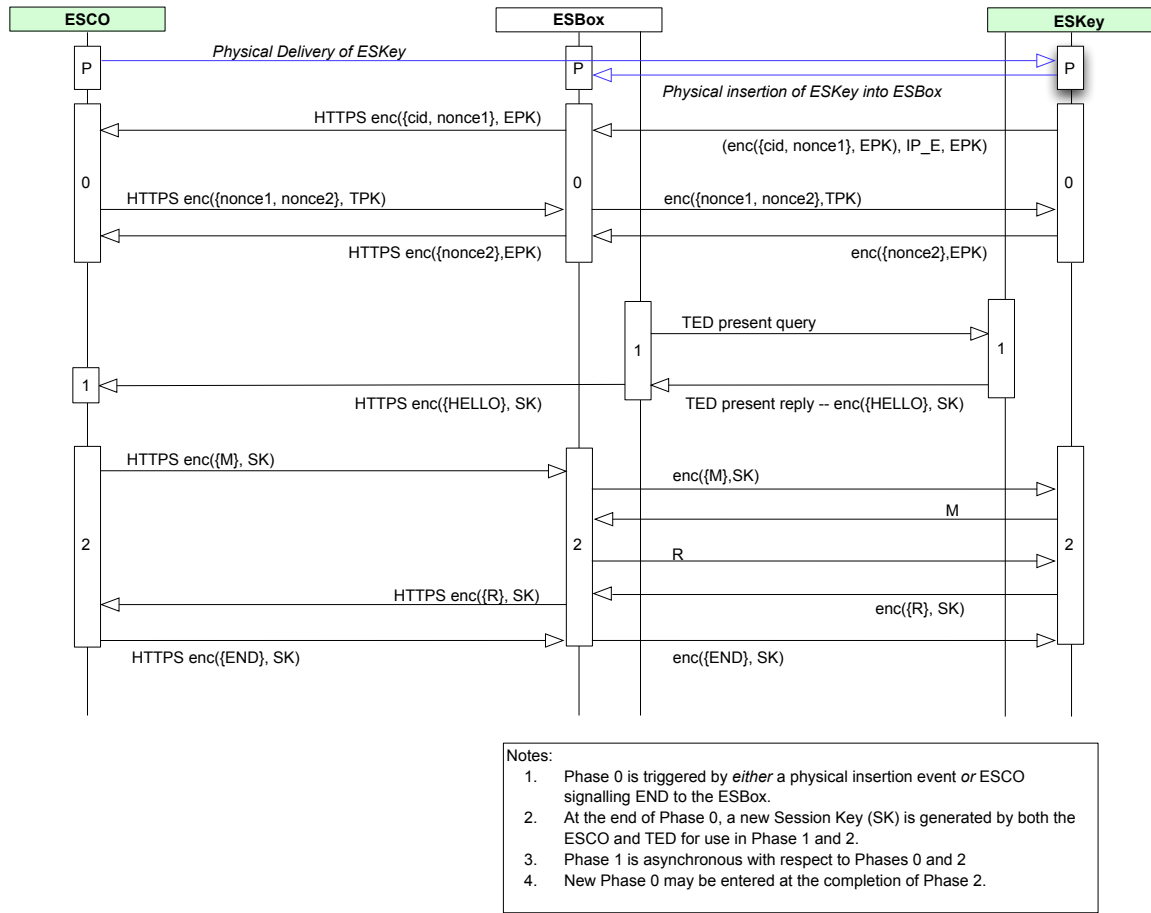 ESCO
ESBox
ESKey
Physical Delivery of ESKey
P
P
P
Physical insertion of ESKey into ESBox
HTTPS enc({cid, nonce1}, EPK)
(enc({cid, nonce1}, EPK), IP_E, EPK)
0
0
0
HTTPS enc({nonce1, nonce2}, TPK)
enc({nonce1, nonce2},TPK)
HTTPS enc({nonce2},EPK)
enc({nonce2},EPK)
TED present query
1
1
1
HTTPS enc({HELLO}, SK)
TED present reply -- enc({HELLO}, SK)
HTTPS enc({M}, SK)
enc({M},SK)
M
2
2
2
R
HTTPS enc({R}, SK)
enc({R}, SK)
HTTPS enc({END}, SK)
enc({END}, SK)
Notes:
1. Phase 0 is triggered by either a physical insertion event or ESCO
signalling END to the ESBox.
2. At the end of Phase 0, a new Session Key (SK) is generated by both the
ESCO and TED for use in Phase 1 and 2.
3. Phase 1 is asynchronous with respect to Phases 0 and 2
4. New Phase 0 may be entered at the completion of Phase 2.